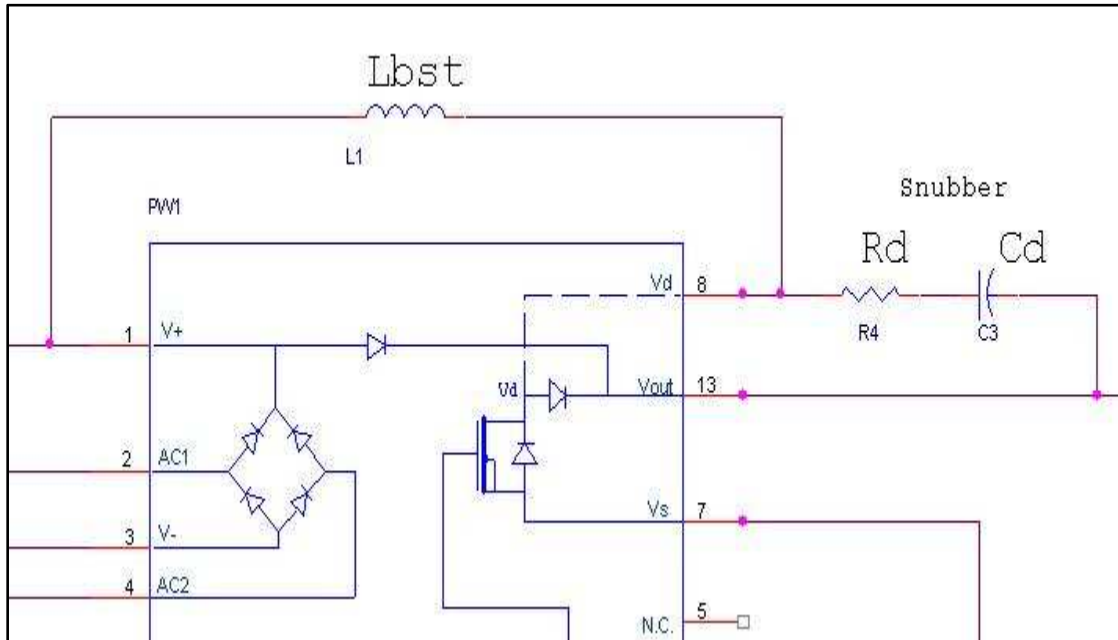 Lbst
L1
Snubber
PW1
Rd
Cd
R4
C3
Vd
8
1
V+
Vd
Vout
13
2
AC1
Vs
7
3
V-
4
AC2
5
N.C.